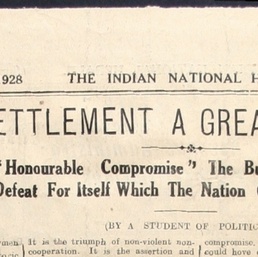 1928 THE INDIAN NATIONAL H
ETTLEMENT A GREA
"Honourable Compromise" The Bu
Defeat For Itself Which The Nation
(BY A STUDENT OF POLITIC
It is the triumph of non-violent non- compromise,
cooperation. It is the assertion and could have